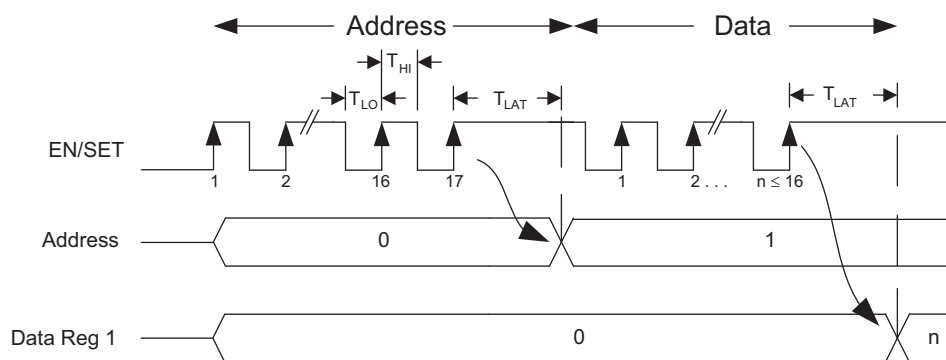 Address Data
T_HI
T_LO T_LAT T_LAT
EN/SET
1 2 16 17 1 2 . . . n ≤ 16
Address 0 1
Data Reg 1 0 n